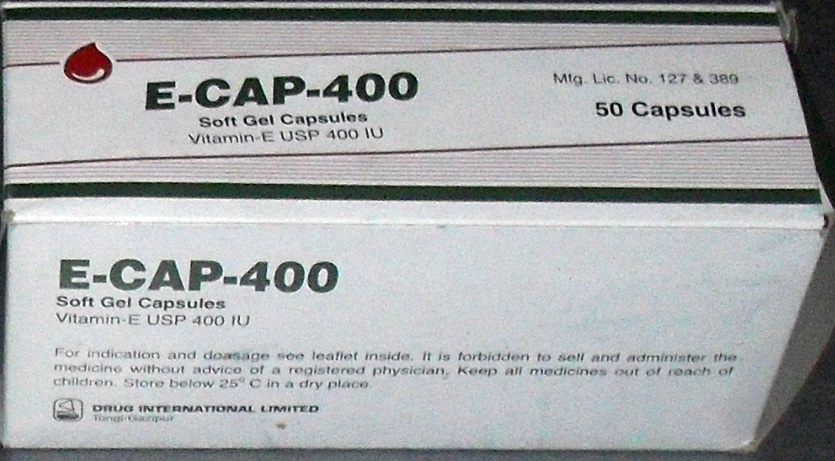 E-CAP-400
Soft Gel Capsules
Vitamin-E USP 400 IU
Mfg. Lic. No. 127 & 389
50 Capsules
E-CAP-400
Soft Gel Capsules
Vitamin-E USP 400 IU
For indication and doasage see leaflet inside. It is forbidden to sell and administer the
medicine without advice of a registered physician. Keep all medicines out of reach of
children. Store below 25° C in a dry place.
DRUG INTERNATIONAL LIMITED
Tongi-Gazipur